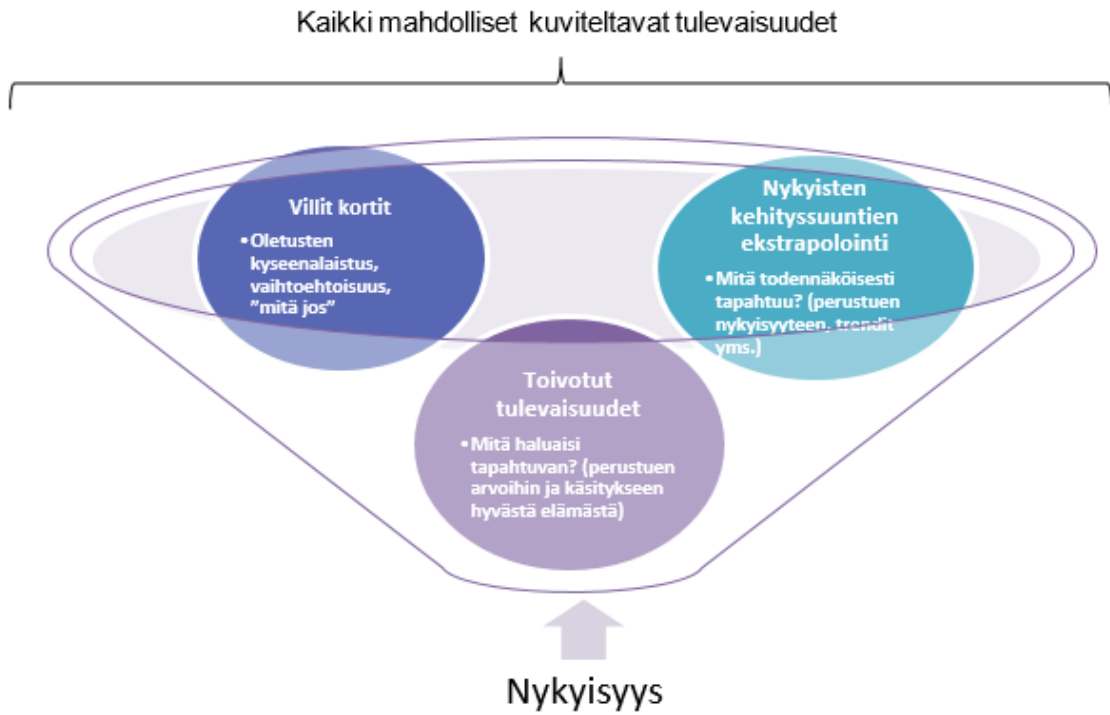 Kaikki mahdolliset kuviteltavat tulevaisuudet
Villit kortit
•Oletusten
kyseenalaistus,
vaihtoehtoisuus,
”mitä jos”
Nykyisten
kehityssuuntien
ekstrapolointi
•Mitä todennäköisesti
tapahtuu? (perustuen
nykyisyyteen, trendit
yms.)
Toivotut
tulevaisuudet
•Mitä haluaisi
tapahtuvan? (perustuen
arvoihin ja käsitykseen
hyvästä elämästä)
Nykyisyys